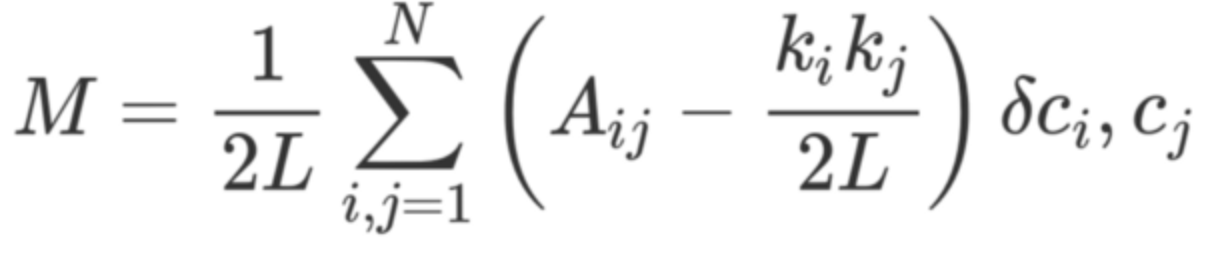 M = \frac{1}{2L} \sum_{i,j=1}^{N} \left( A_{ij} - \frac{k_i k_j}{2L} \right) \delta c_i, c_j